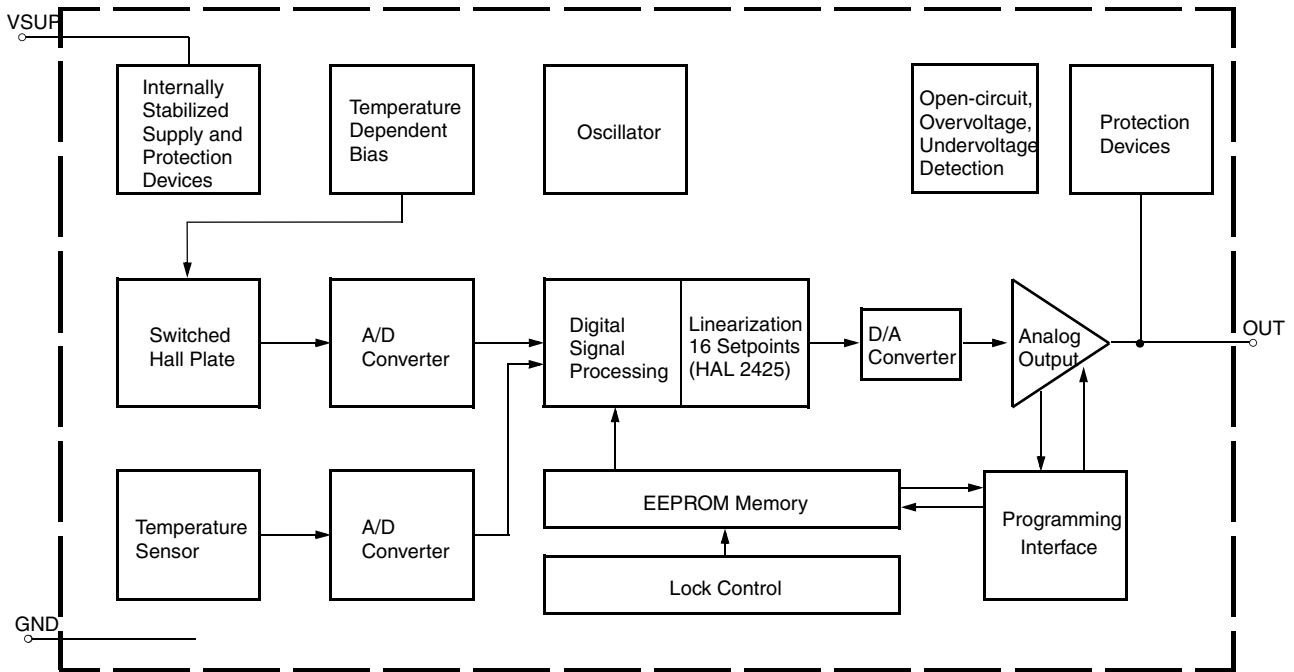 VSUP
Internally
Stabilized
Supply and
Protection
Devices
Temperature
Dependent
Bias
Oscillator
Open-circuit,
Overvoltage,
Undervoltage
Detection
Protection
Devices
Switched
Hall Plate
A/D
Converter
Digital
Signal
Processing
Linearization
16 Setpoints
(HAL 2425)
D/A
Converter
Analog
Output
OUT
Temperature
Sensor
A/D
Converter
EEPROM Memory
Lock Control
Programming
Interface
GND